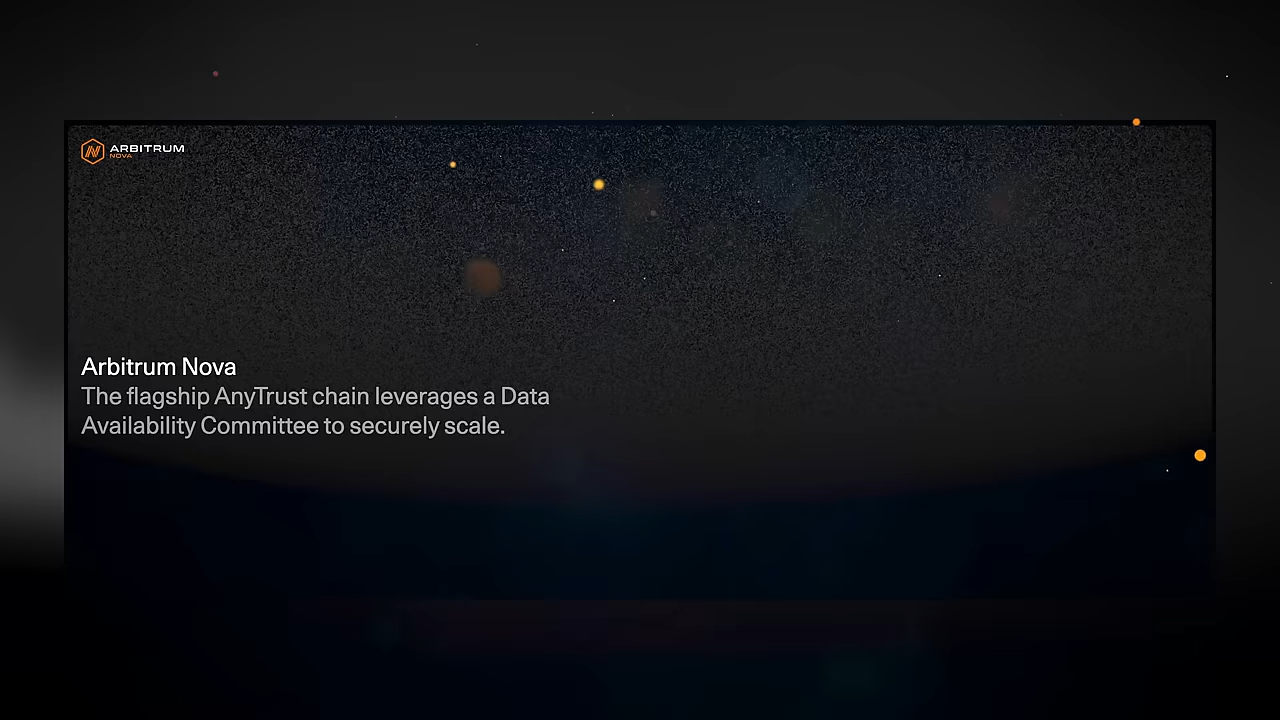 ARBITRUM
NOVA
Arbitrum Nova
The flagship AnyTrust chain leverages a Data
Availability Committee to securely scale.